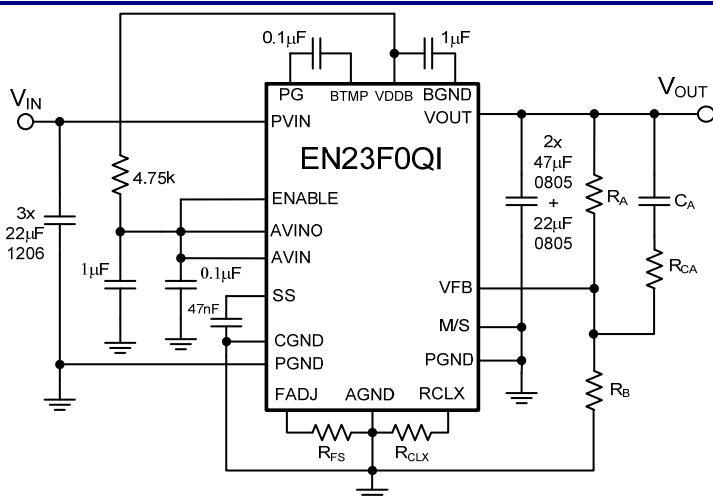 0.1µF
1µF
PG
BTMP
VDDB
BGND
VIN
VOUT
PVIN
VOUT
EN23F0QI
4.75k
2x
47µF
0805
+
22µF
0805
RA
CA
ENABLE
3x
22µF
1206
AVINO
1µF
0.1µF
AVIN
RCA
SS
VFB
47nF
M/S
CGND
PGND
PGND
FADJ
AGND
RCLX
RB
RFS
RCLX